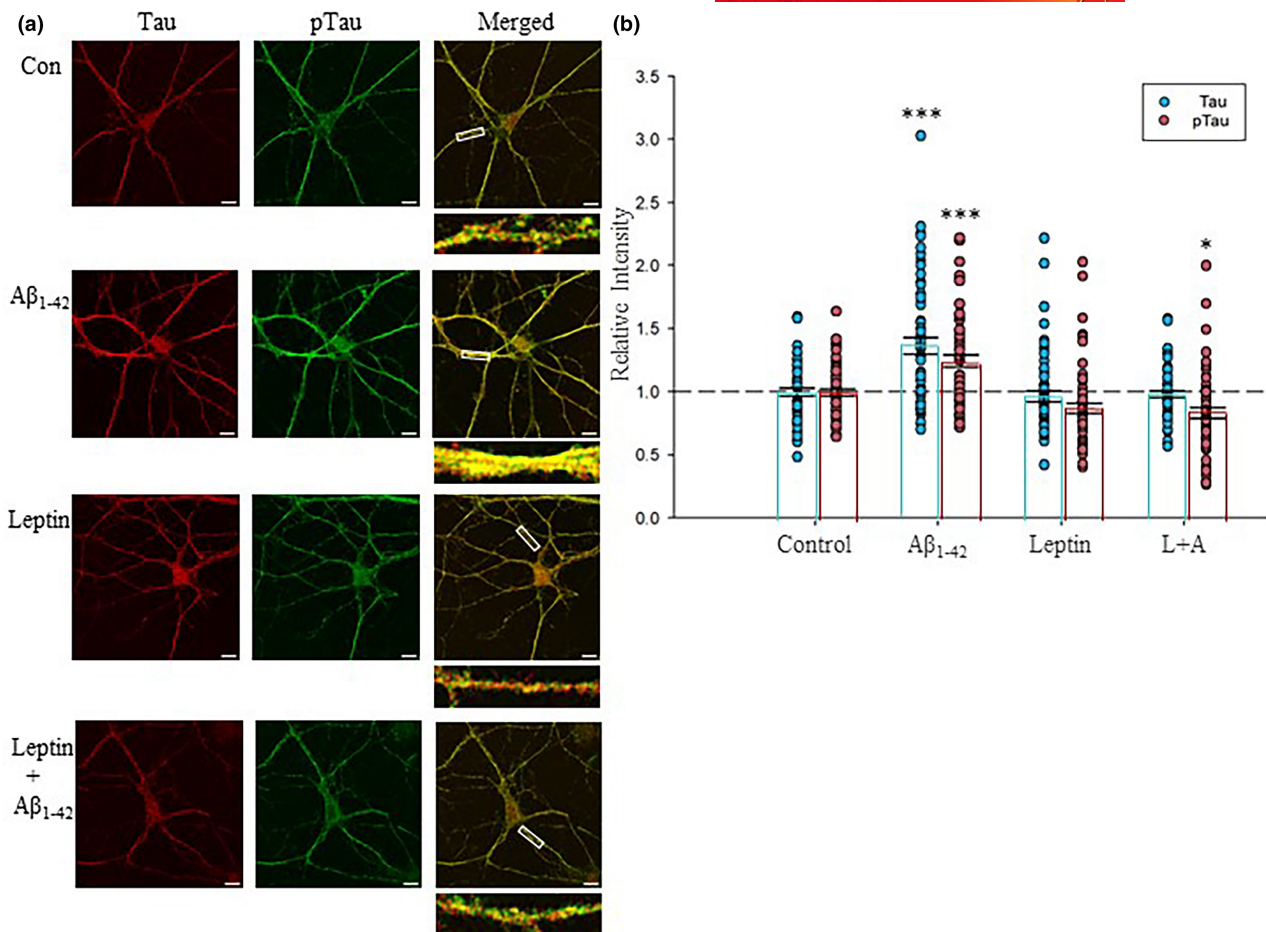 (a)
Tau
pTau
Merged
Con
Aβ1-42
Leptin
Leptin
+
Aβ1-42
(b)
3.5
3.0
2.5
2.0
1.5
1.0
0.5
0.0
Relative Intensity
Tau
pTau
***
***
*
Control
Aβ1-42
Leptin
L+A